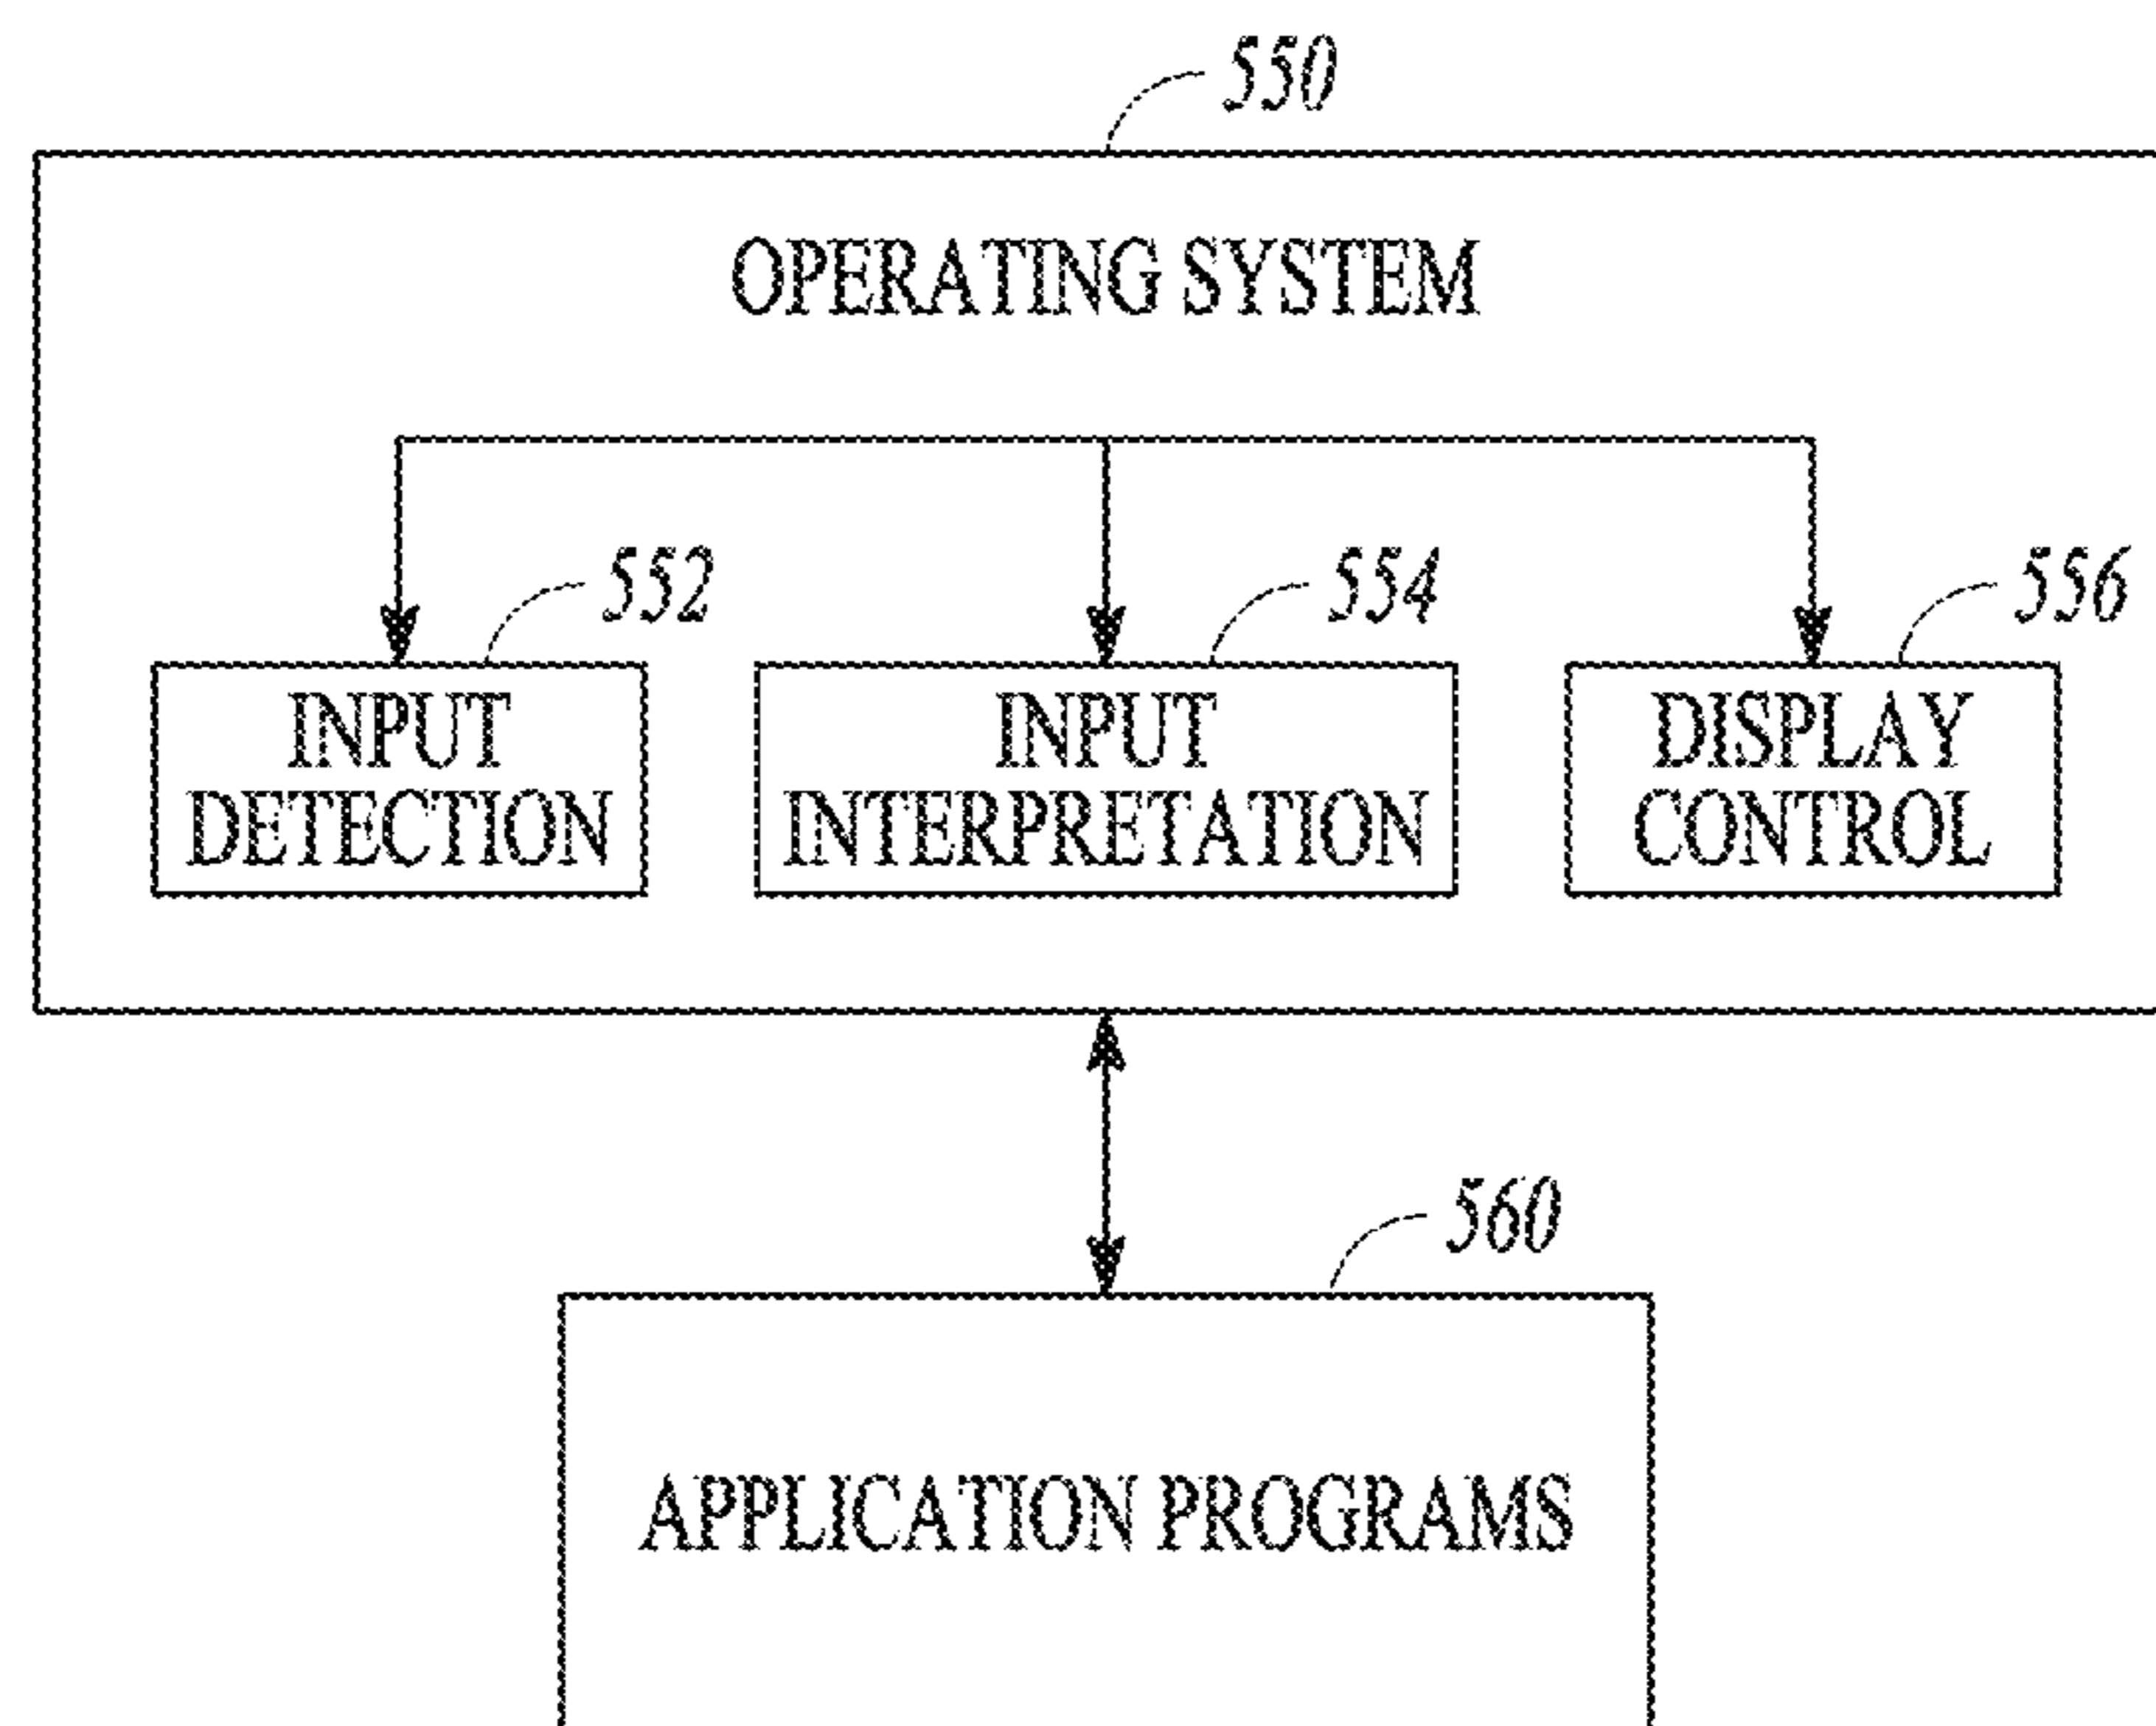 550
OPERATING SYSTEM
552
554
556
INPUT
DETECTION
INPUT
INTERPRETATION
DISPLAY
CONTROL
560
APPLICATION PROGRAMS